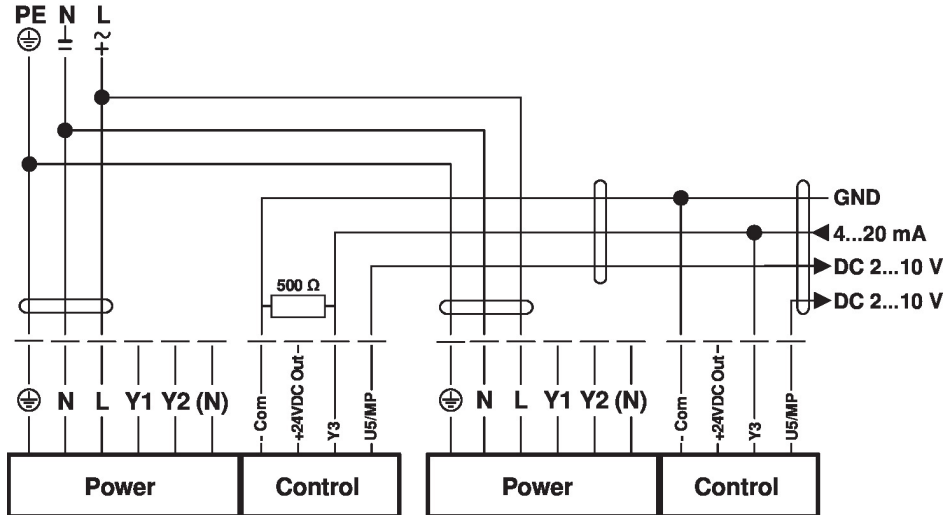 PE N L
GND
4...20 mA
DC 2...10 V
500 Ω
DC 2...10 V
N L Y1 Y2 (N) - Com +24VDC Out - Y3 U5/MP N L Y1 Y2 (N) - Com +24VDC Out - Y3 U5/MP
Power Control Power Control